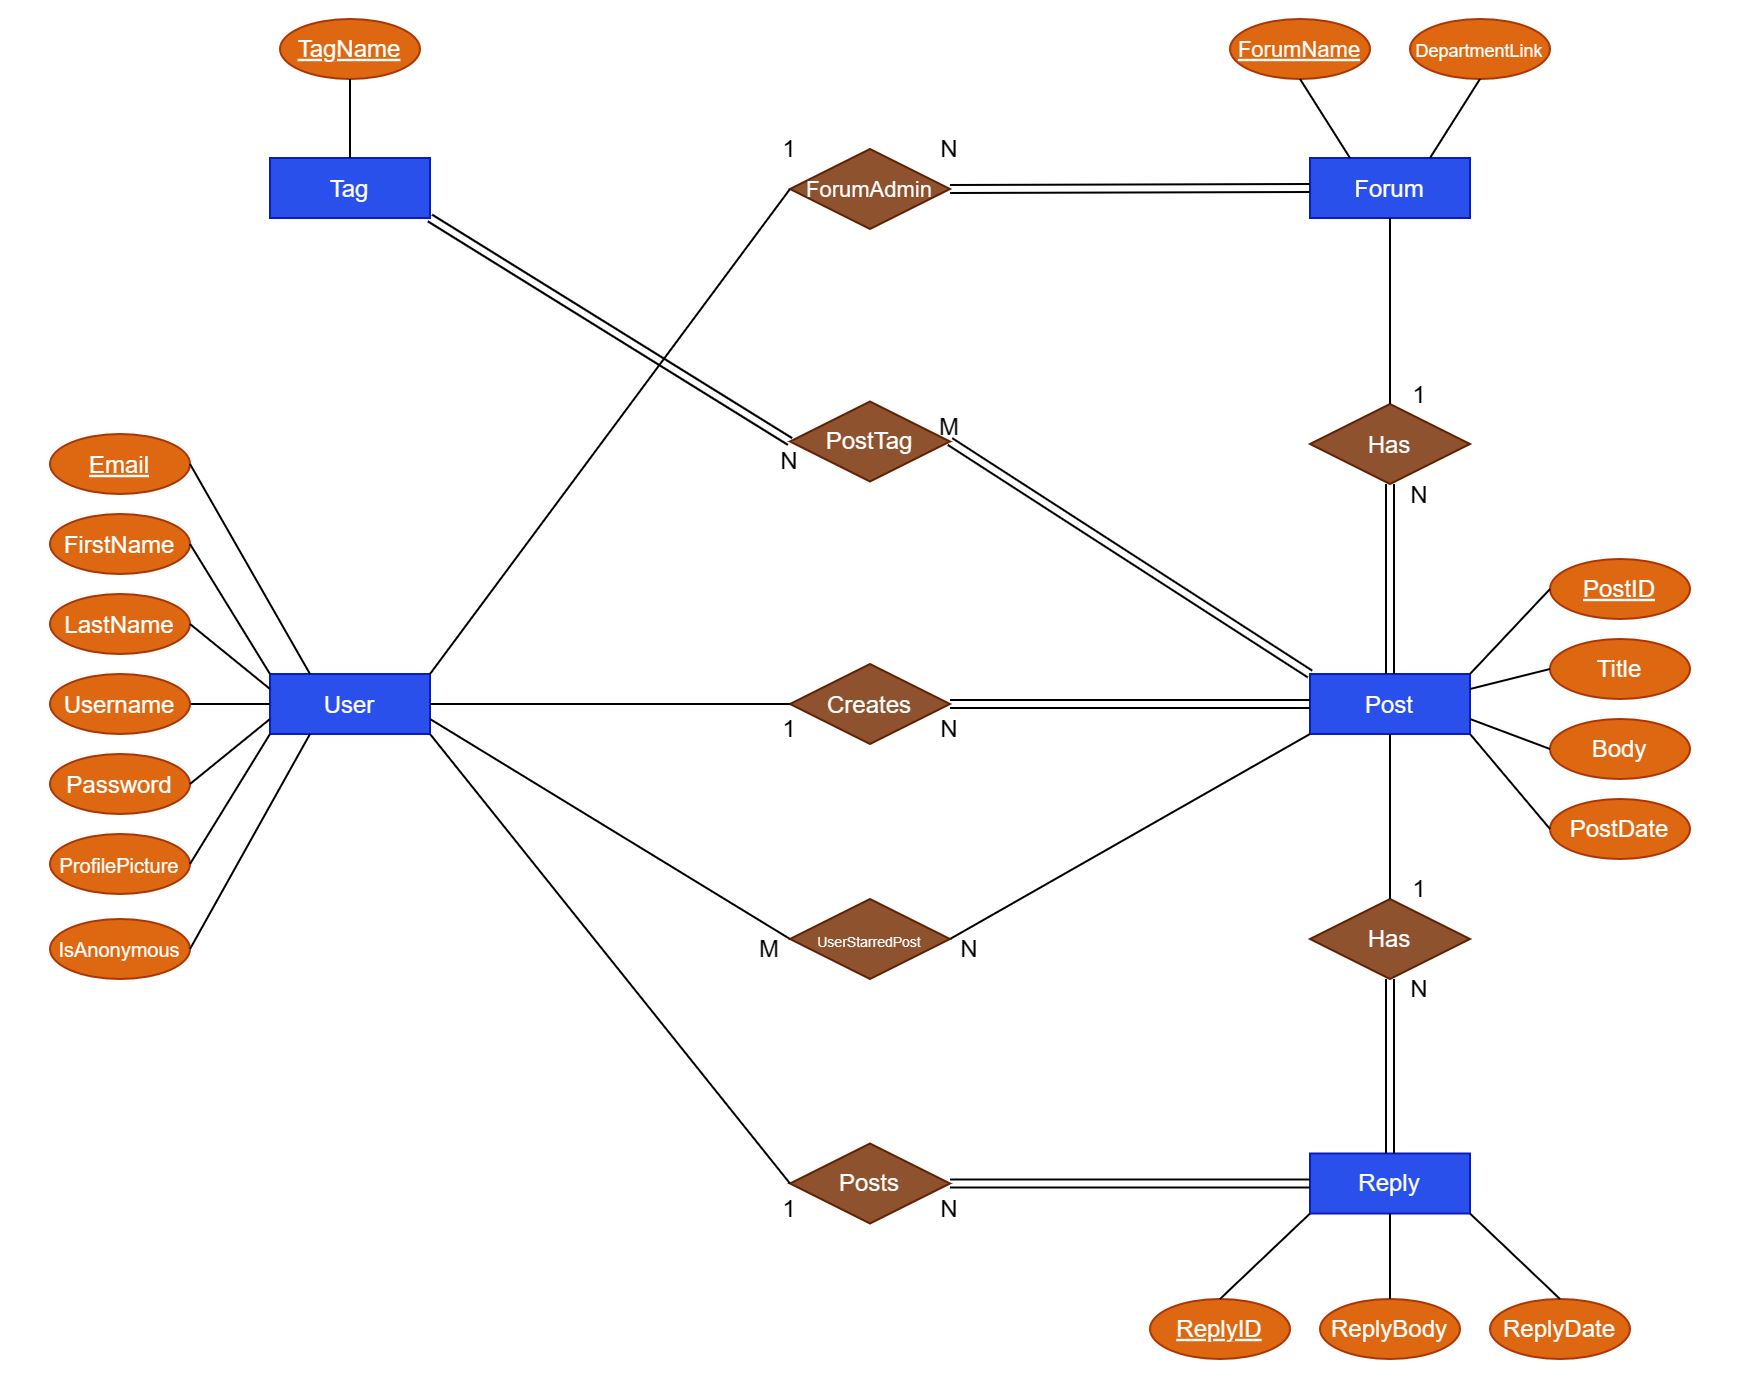 TagName
ForumName
DepartmentLink
1
N
Tag
ForumAdmin
Forum
1
M
PostTag
Has
N
N
Email
FirstName
PostID
LastName
Title
Username
User
Creates
Post
1
N
Body
Password
PostDate
ProfilePicture
1
IsAnonymous
UserStarredPost
Has
M
N
N
Posts
Reply
1
N
ReplyID
ReplyBody
ReplyDate